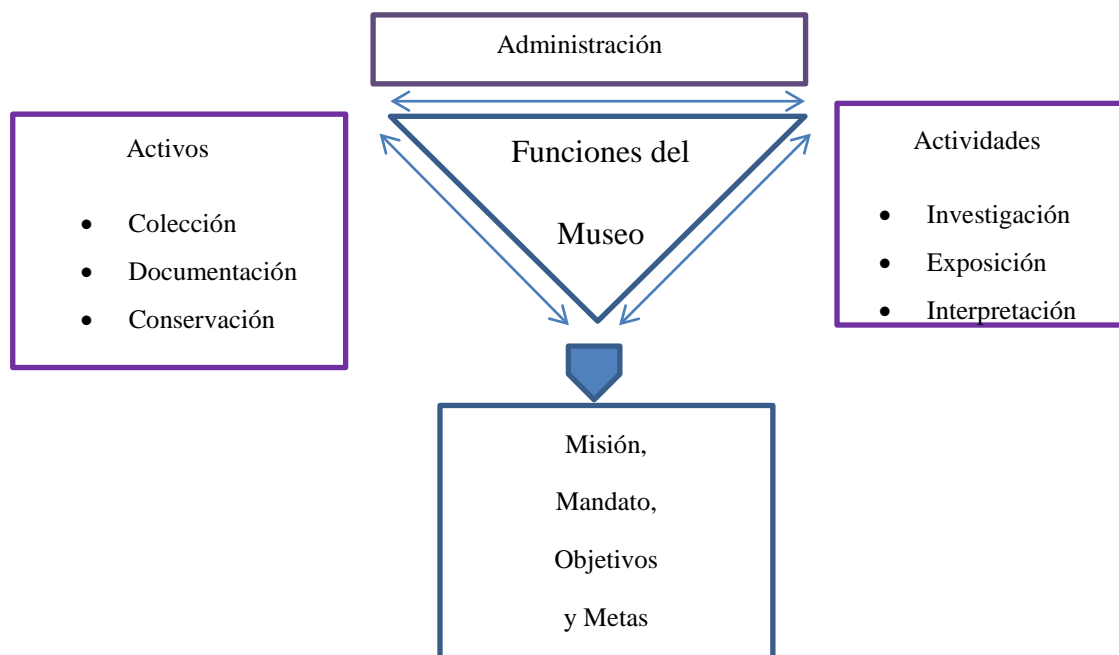 Administración
Activos
• Colección
• Documentación
• Conservación
Funciones del
Museo
Actividades
• Investigación
• Exposición
• Interpretación
Misión,
Mandato,
Objetivos
y Metas